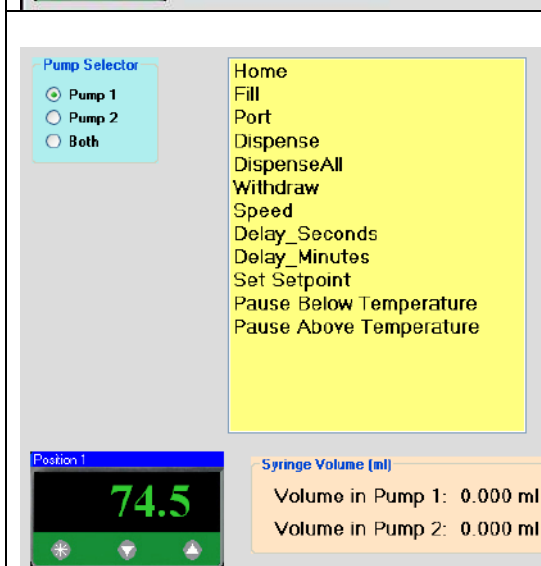 Pump Selector
Pump 1
Pump 2
Both
Home
Fill
Port
Dispense
DispenseAll
Withdraw
Speed
Delay_Seconds
Delay_Minutes
Set Setpoint
Pause Below Temperature
Pause Above Temperature
Position 1
74.5
Syringe Volume (ml)
Volume in Pump 1: 0.000 ml
Volume in Pump 2: 0.000 ml